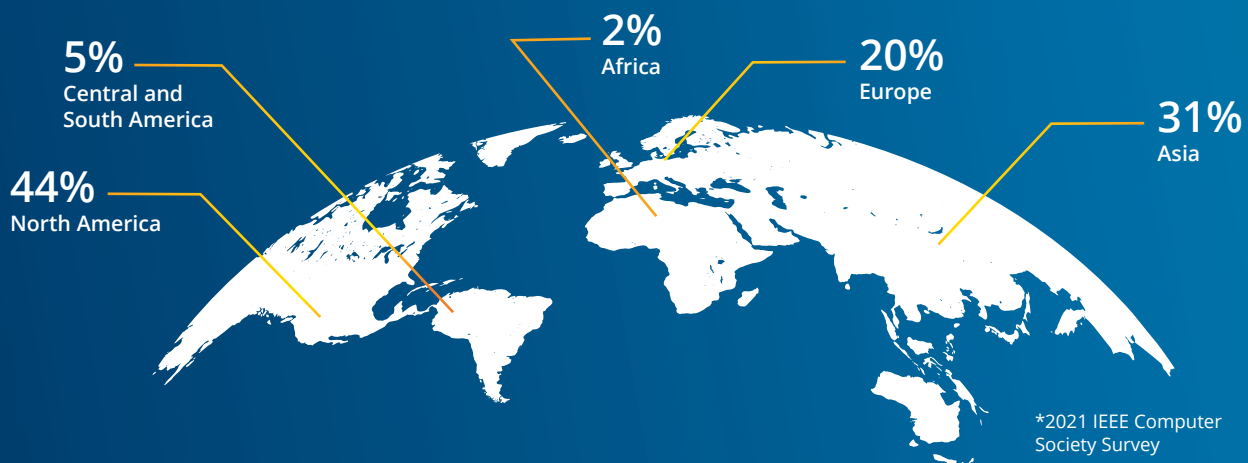 5%
Central and
South America
44%
North America
2%
Africa
20%
Europe
31%
Asia
*2021 IEEE Computer
Society Survey